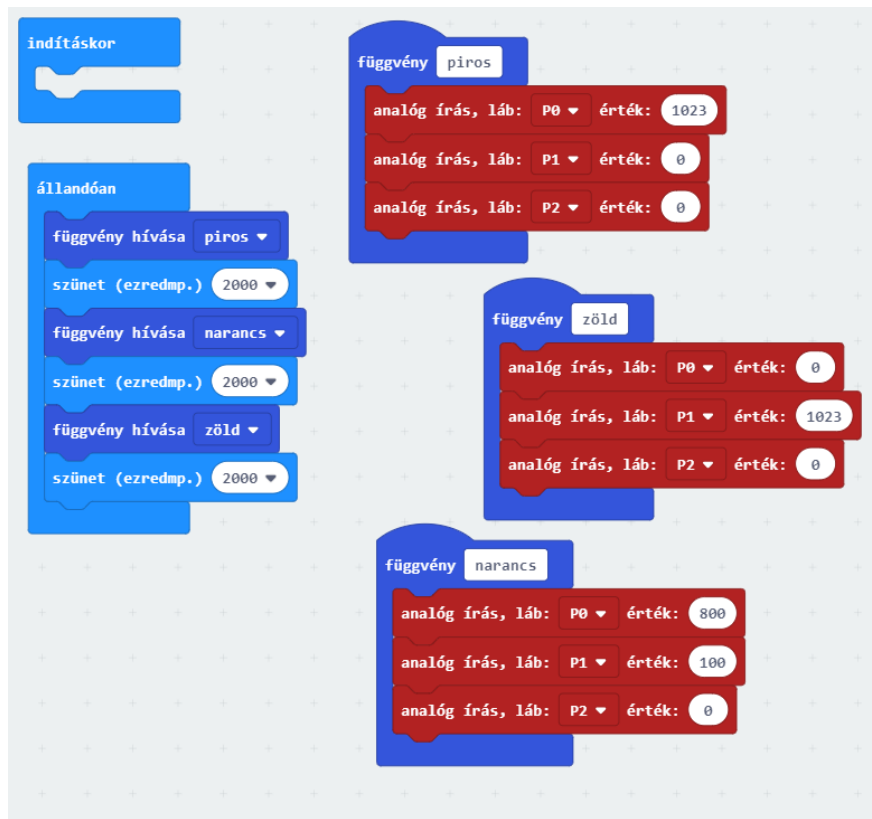 indításkor
állandóan
függvény hívása piros
szünet (ezredmp.) 2000
függvény hívása narancs
szünet (ezredmp.) 2000
függvény hívása zöld
szünet (ezredmp.) 2000
függvény piros
analóg írás, láb: P0 érték: 1023
analóg írás, láb: P1 érték: 0
analóg írás, láb: P2 érték: 0
függvény zöld
analóg írás, láb: P0 érték: 0
analóg írás, láb: P1 érték: 1023
analóg írás, láb: P2 érték: 0
függvény narancs
analóg írás, láb: P0 érték: 800
analóg írás, láb: P1 érték: 100
analóg írás, láb: P2 érték: 0